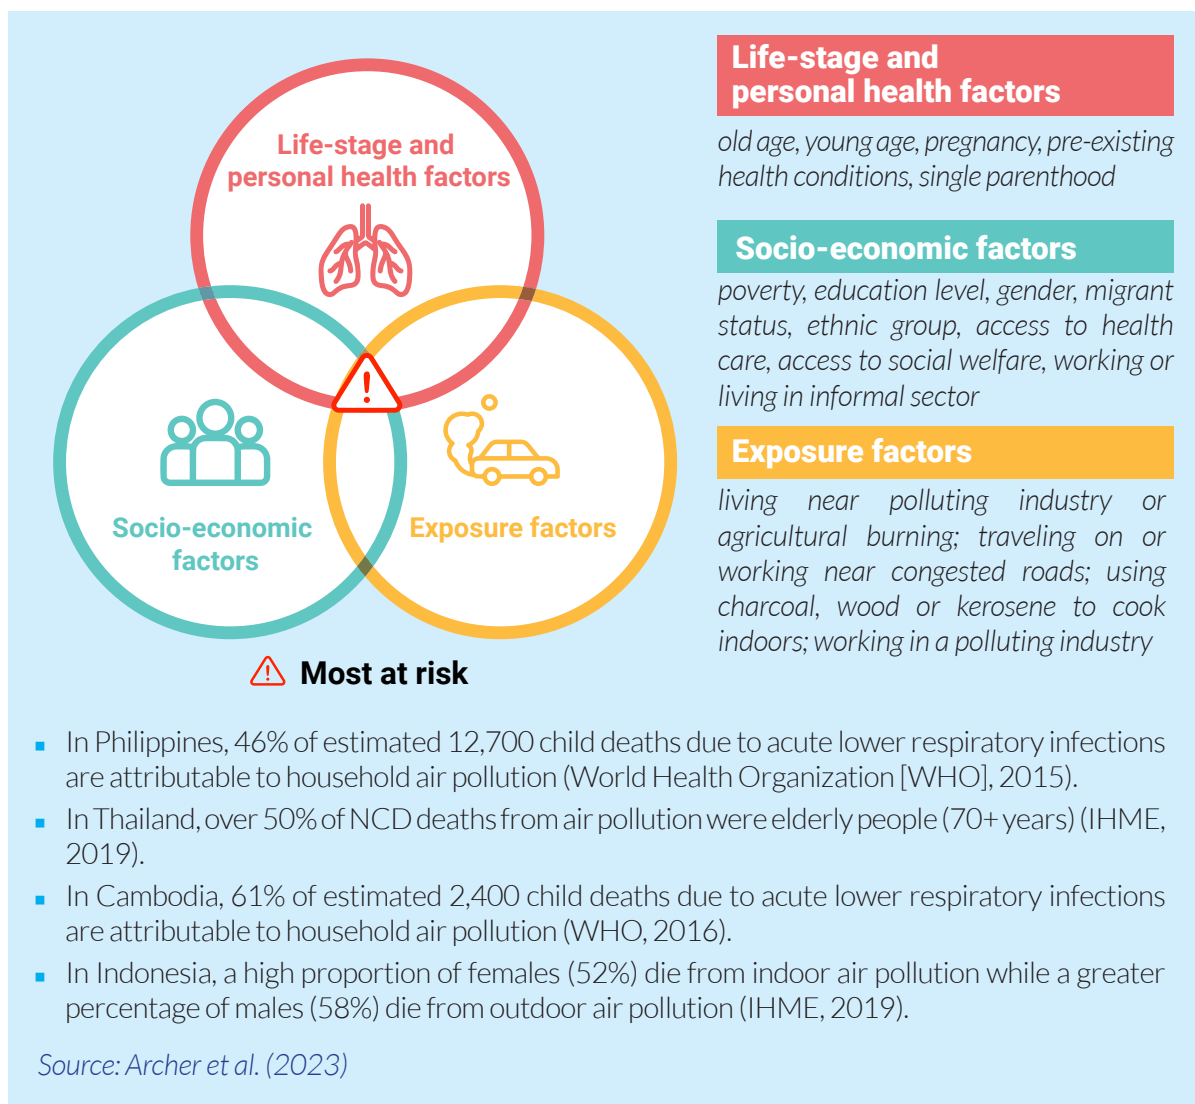 Life-stage and
personal health factors
Socio-economic
factors
Exposure factors
Most at risk
Life-stage and
personal health factors
old age, young age, pregnancy, pre-existing
health conditions, single parenthood
Socio-economic factors
poverty, education level, gender, migrant
status, ethnic group, access to health
care, access to social welfare, working or
living in informal sector
Exposure factors
living near polluting industry or
agricultural burning; traveling on or
working near congested roads; using
charcoal, wood or kerosene to cook
indoors; working in a polluting industry
▪ In Philippines, 46% of estimated 12,700 child deaths due to acute lower respiratory infections
are attributable to household air pollution (World Health Organization [WHO], 2015).
▪ In Thailand, over 50% of NCD deaths from air pollution were elderly people (70+ years) (IHME,
2019).
▪ In Cambodia, 61% of estimated 2,400 child deaths due to acute lower respiratory infections
are attributable to household air pollution (WHO, 2016).
▪ In Indonesia, a high proportion of females (52%) die from indoor air pollution while a greater
percentage of males (58%) die from outdoor air pollution (IHME, 2019).
Source: Archer et al. (2023)